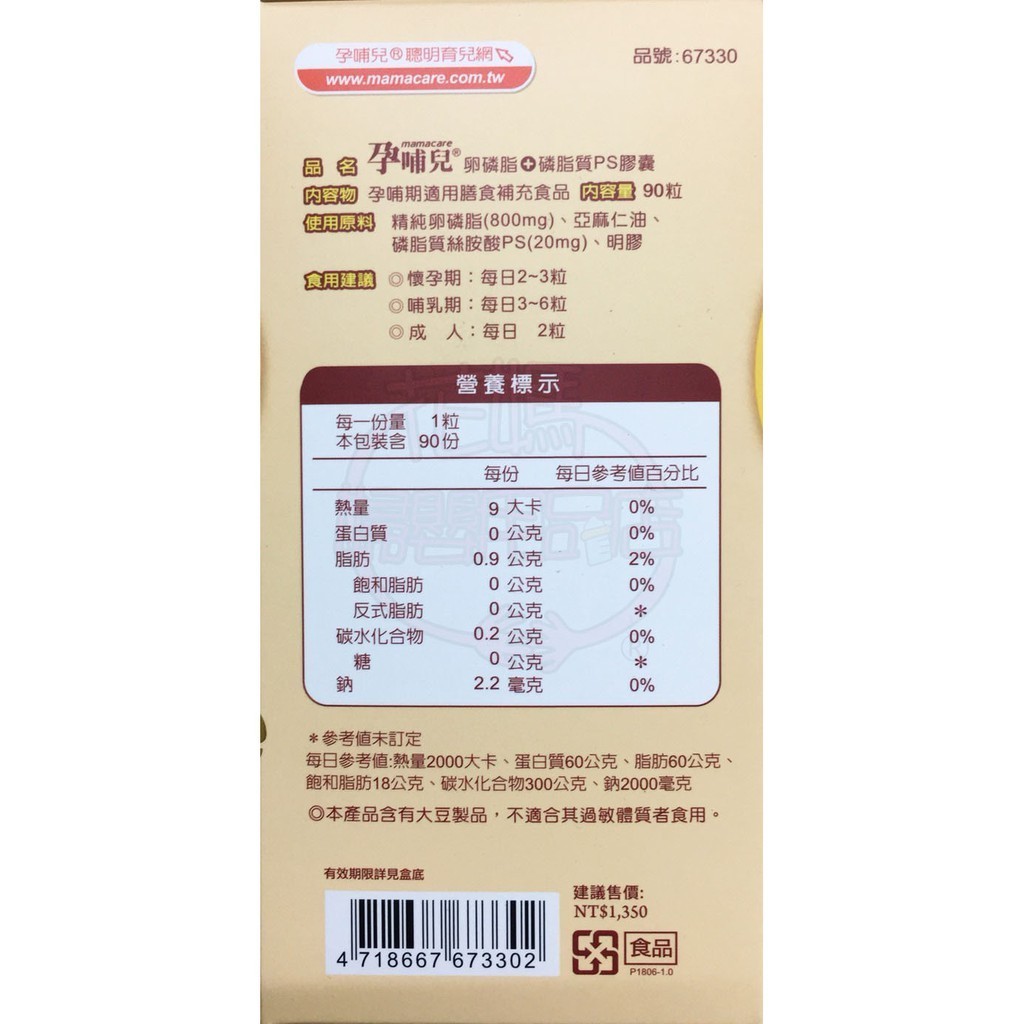 孕哺兒®聰明育兒網
www.mamacare.com.tw
品號:67330
品名 mamacare 孕哺兒® 卵磷脂+磷脂質PS膠囊
內容物 孕哺期適用膳食補充食品 內容量 90粒
使用原料 精純卵磷脂(800mg)、亞麻仁油、
磷脂質絲胺酸PS(20mg)、明膠
食用建議 ◎懷孕期：每日2~3粒
◎哺乳期：每日3~6粒
◎成 人：每日 2粒
營養標示
每一份量 1粒
本包裝含 90份
每份 每日參考值百分比
熱量 9 大卡 0%
蛋白質 0 公克 0%
脂肪 0.9 公克 2%
飽和脂肪 0 公克 0%
反式脂肪 0 公克 *
碳水化合物 0.2 公克 0%
糖 0 公克 *
鈉 2.2 毫克 0%
*參考值未訂定
每日參考值:熱量2000大卡、蛋白質60公克、脂肪60公克、
飽和脂肪18公克、碳水化合物300公克、鈉2000毫克
◎本產品含有大豆製品，不適合其過敏體質者食用。
有效期限詳見盒底
4 718667 673302
建議售價:
NT$1,350
食品
P1806-1.0